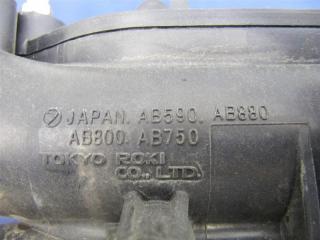 JAPAN. AB590. AB880
AB800. AB750
TOKYO ROKI
CO., LTD.